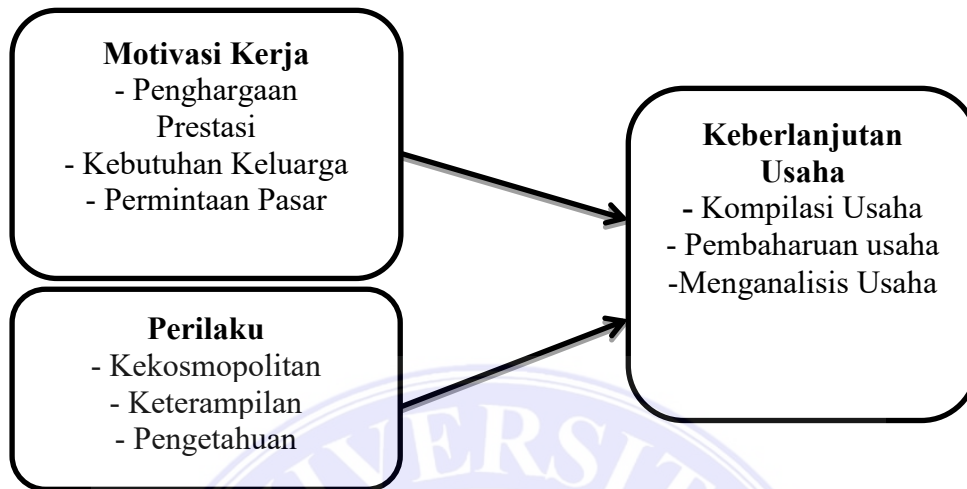 Motivasi Kerja
- Penghargaan
Prestasi
- Kebutuhan Keluarga
- Permintaan Pasar
Perilaku
- Kekosmopolitan
- Keterampilan
- Pengetahuan
Keberlanjutan
Usaha
- Kompilasi Usaha
- Pembaharuan usaha
-Menganalisis Usaha